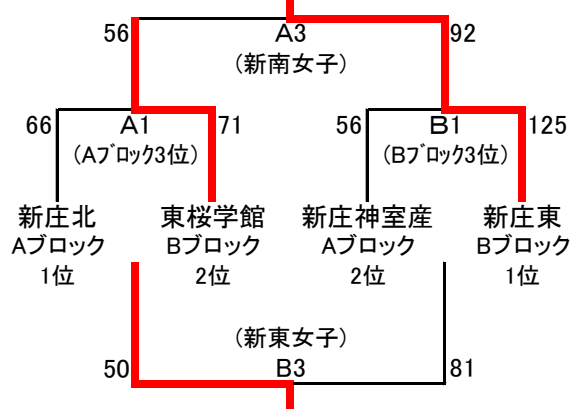 56 A3 92
(新南女子)
66 A1 71 56 B1 125
(Aブロック3位) (Bブロック3位)
新庄北 東桜学館 新庄神室産 新庄東
Aブロック Bブロック Aブロック Bブロック
1位 2位 2位 1位
(新東女子)
50 B3 81